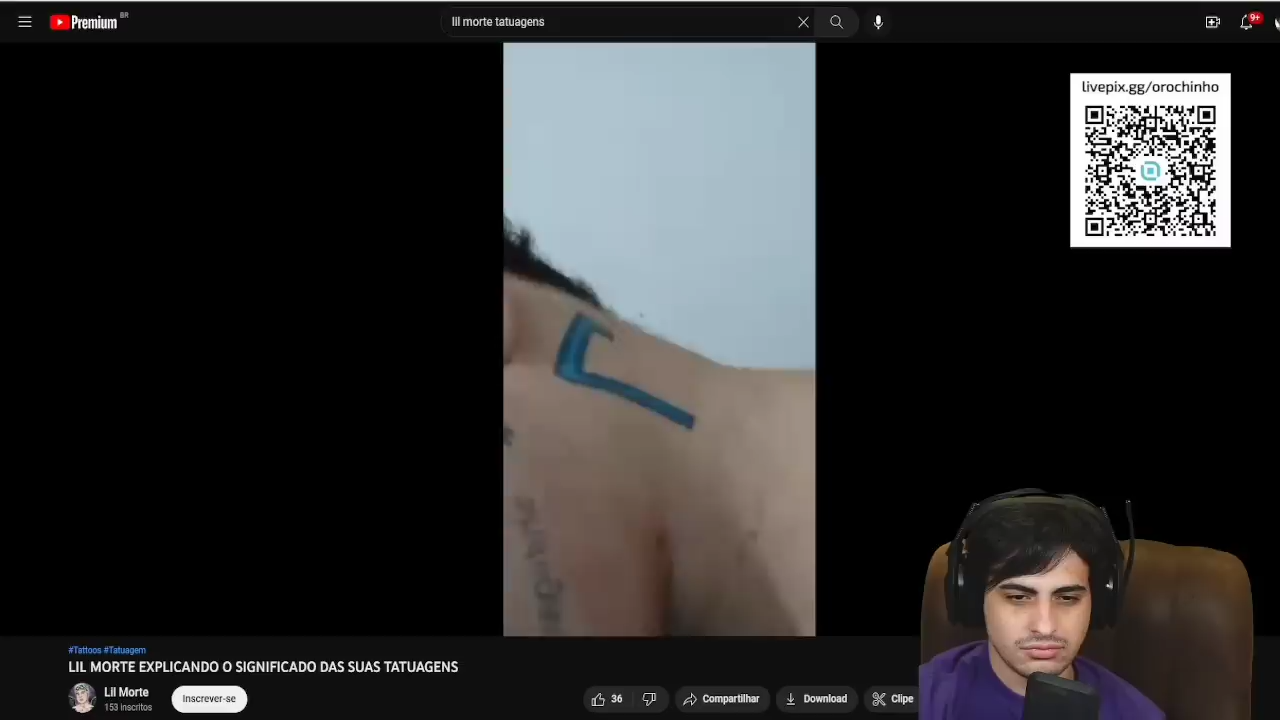 Premium BR
lil morte tatuagens
9+
livepix.gg/orochinho
#Tattoos #Tatuagem
LIL MORTE EXPLICANDO O SIGNIFICADO DAS SUAS TATUAGENS
Lil Morte
153 inscritos
Inscrever-se
36
Compartilhar
Download
Clipe